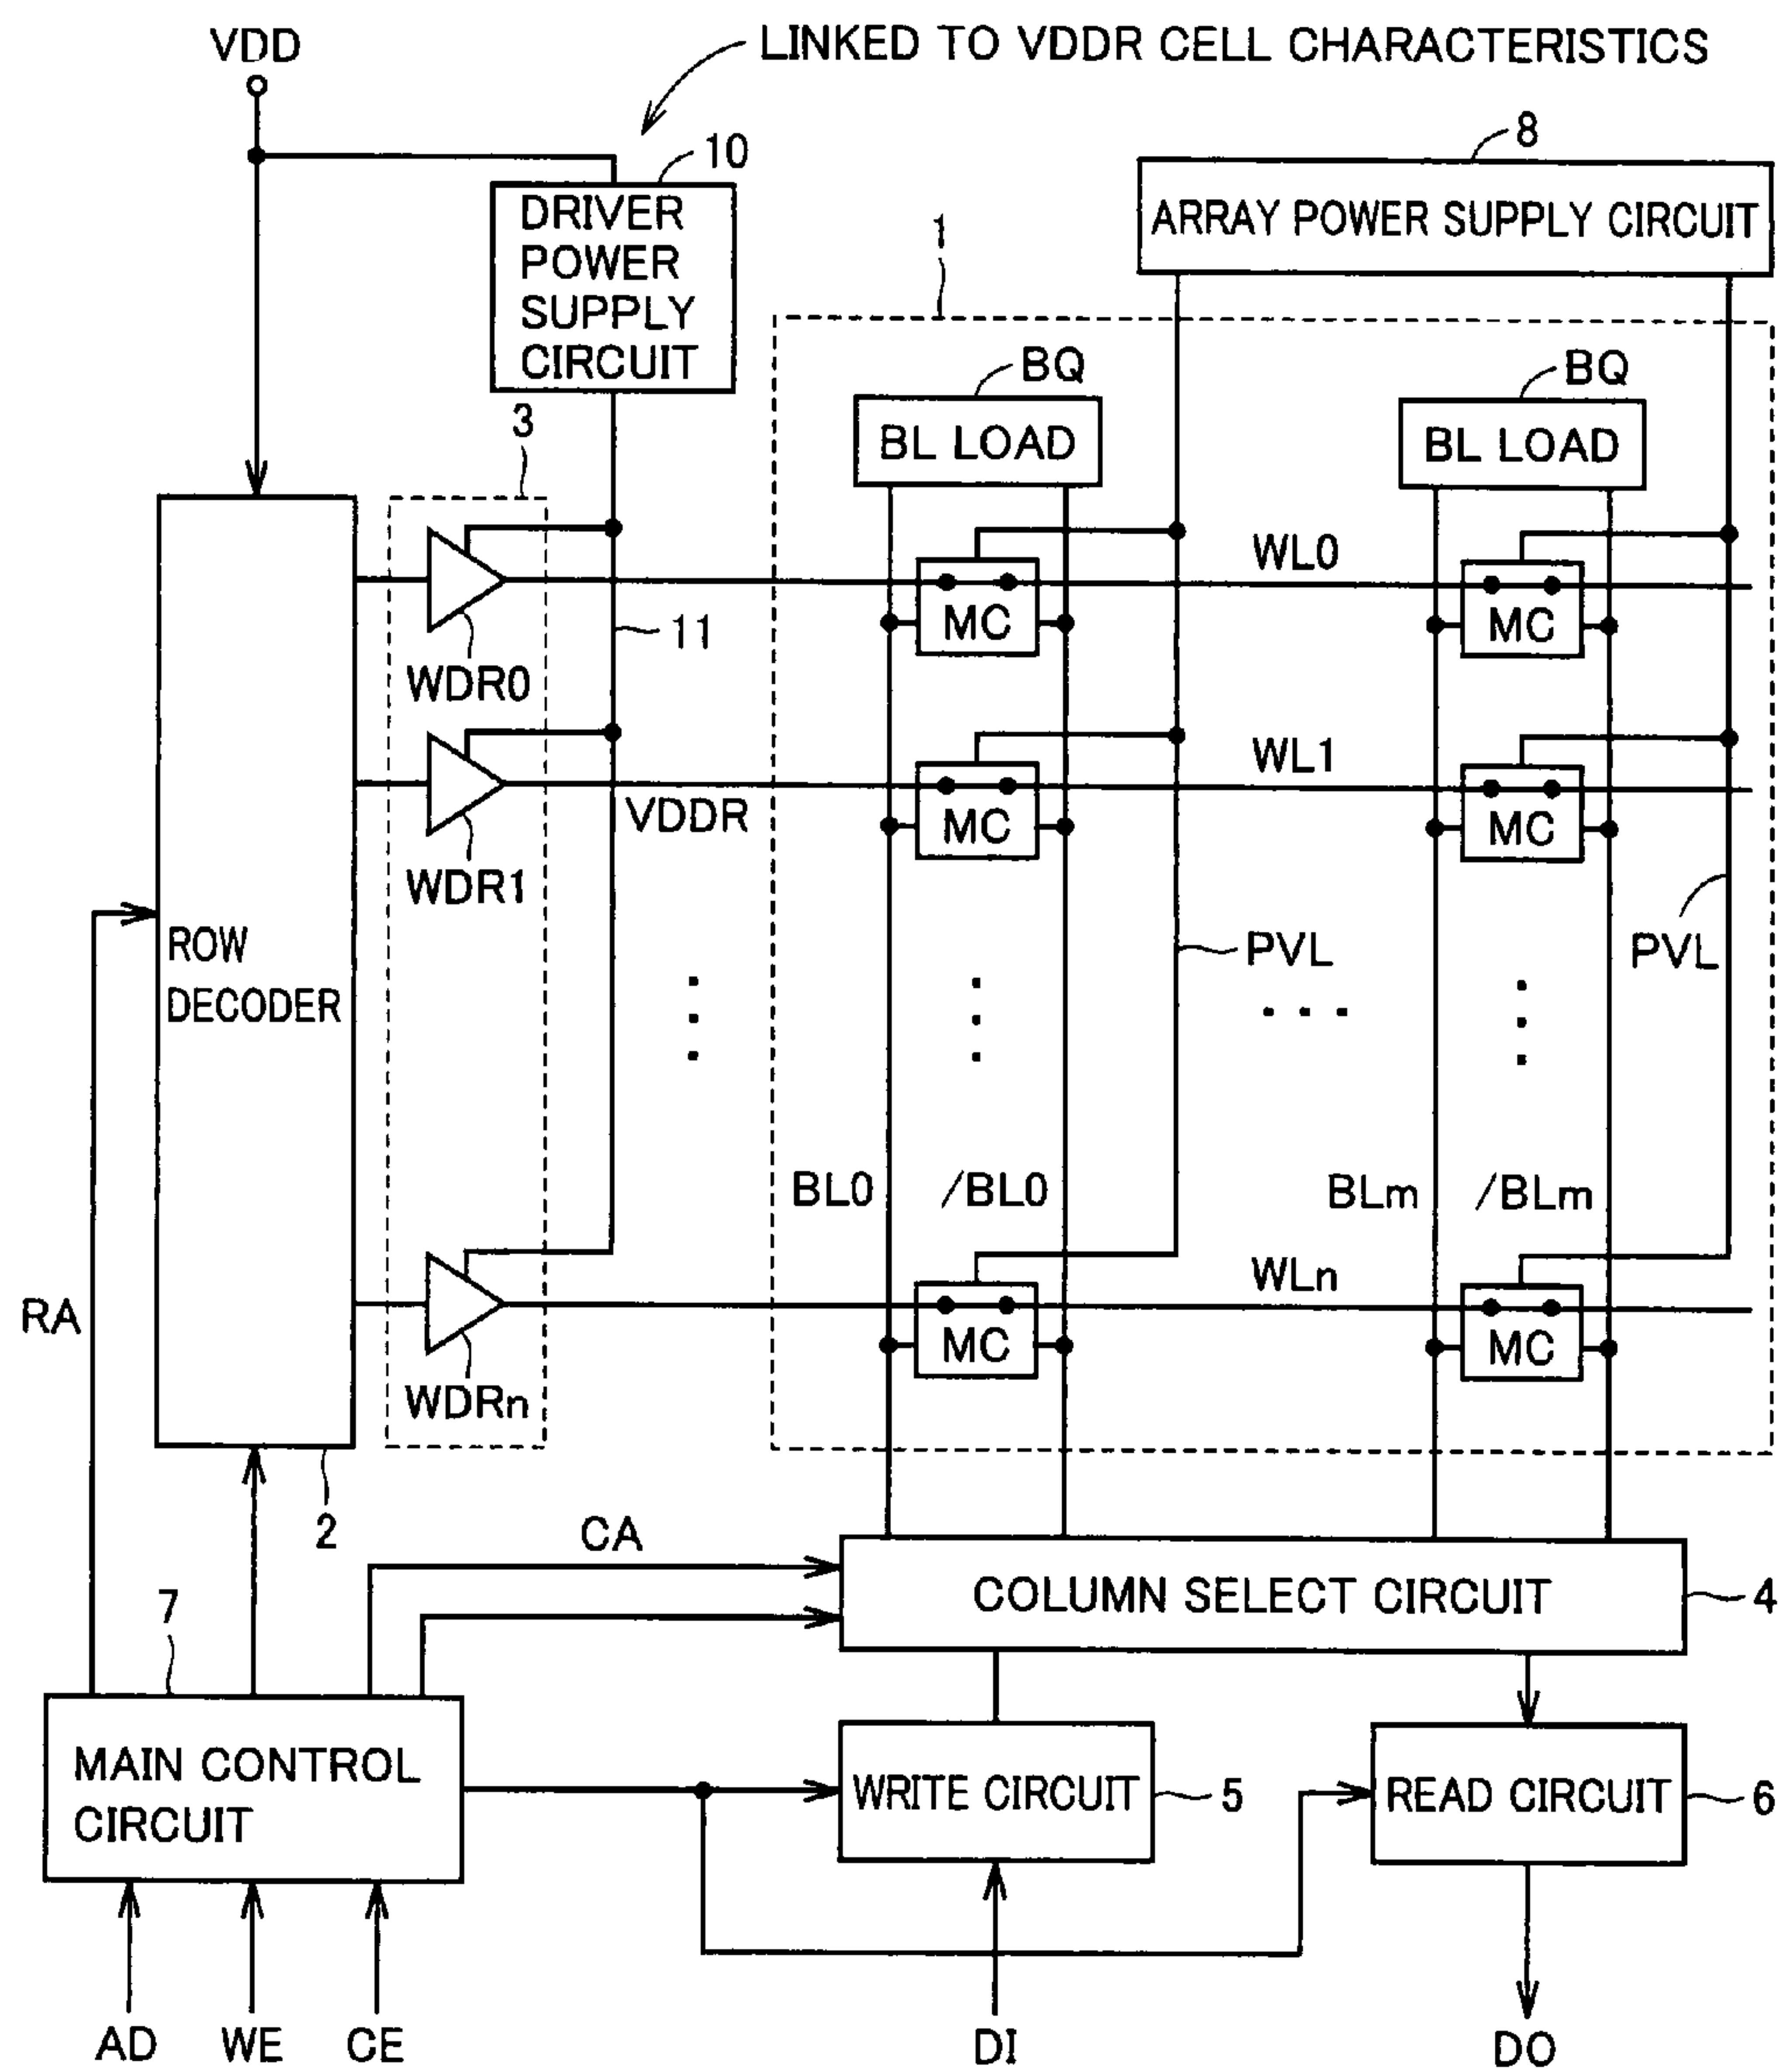 VDD
LINKED TO VDDR CELL CHARACTERISTICS
10
8
DRIVER
POWER
SUPPLY
CIRCUIT
ARRAY POWER SUPPLY CIRCUIT
1
3
BQ
BQ
BL LOAD
BL LOAD
WL0
MC
MC
11
WDR0
WL1
VDDR
MC
MC
WDR1
ROW
DECODER
PVL
PVL
BL0
/BL0
BLm
/BLm
WLn
RA
MC
MC
WDRn
2
CA
COLUMN SELECT CIRCUIT
4
7
MAIN CONTROL
CIRCUIT
WRITE CIRCUIT
5
READ CIRCUIT
6
AD
WE
CE
DI
DO